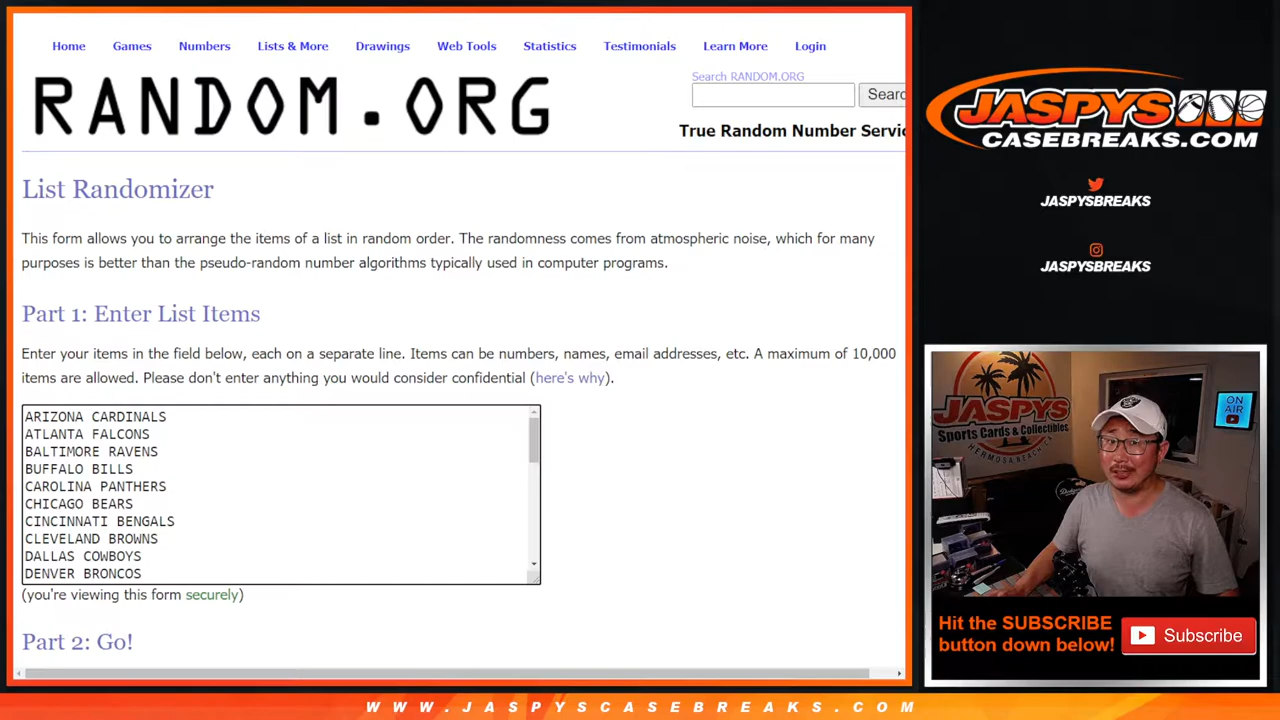 Home Games Numbers Lists & More Drawings Web Tools Statistics Testimonials Learn More Login
RANDOM.ORG
Search RANDOM.ORG
Searc
True Random Number Servic
List Randomizer
This form allows you to arrange the items of a list in random order. The randomness comes from atmospheric noise, which for many
purposes is better than the pseudo-random number algorithms typically used in computer programs.
Part 1: Enter List Items
Enter your items in the field below, each on a separate line. Items can be numbers, names, email addresses, etc. A maximum of 10,000
items are allowed. Please don't enter anything you would consider confidential (here's why).
ARIZONA CARDINALS
ATLANTA FALCONS
BALTIMORE RAVENS
BUFFALO BILLS
CAROLINA PANTHERS
CHICAGO BEARS
CINCINNATI BENGALS
CLEVELAND BROWNS
DALLAS COWBOYS
DENVER BRONCOS
(you're viewing this form securely)
Part 2: Go!
JASPYS
CASEBREAKS.COM
JASPYSBREAKS
JASPYSBREAKS
JASPYS
Sports Cards & Collectibles
HERMOSA BEACH, CA
ON
AIR
Hit the SUBSCRIBE
button down below!
Subscribe
WWW.JASPYSCASEBREAKS.COM